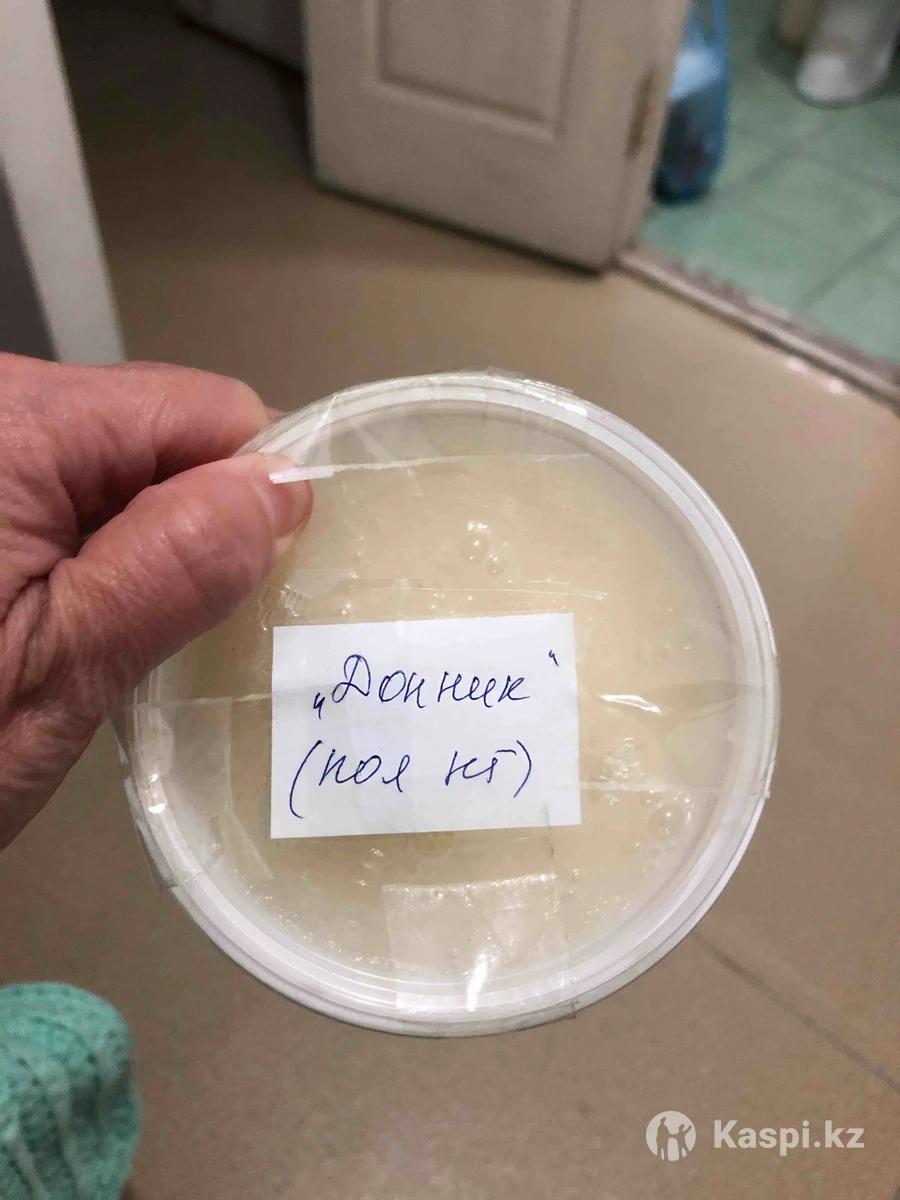 „Донник“
(пол кг)
Kaspi.kz